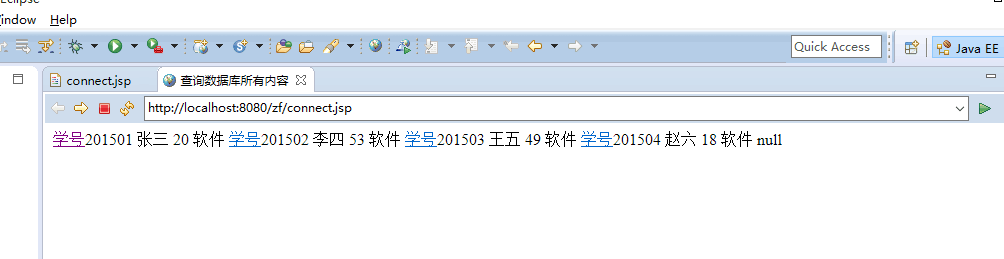 Eclipse
indow Help
Quick Access
Java EE
connect.jsp
查询数据库所有内容
http://localhost:8080/zf/connect.jsp
学号201501 张三 20 软件 学号201502 李四 53 软件 学号201503 王五 49 软件 学号201504 赵六 18 软件 null